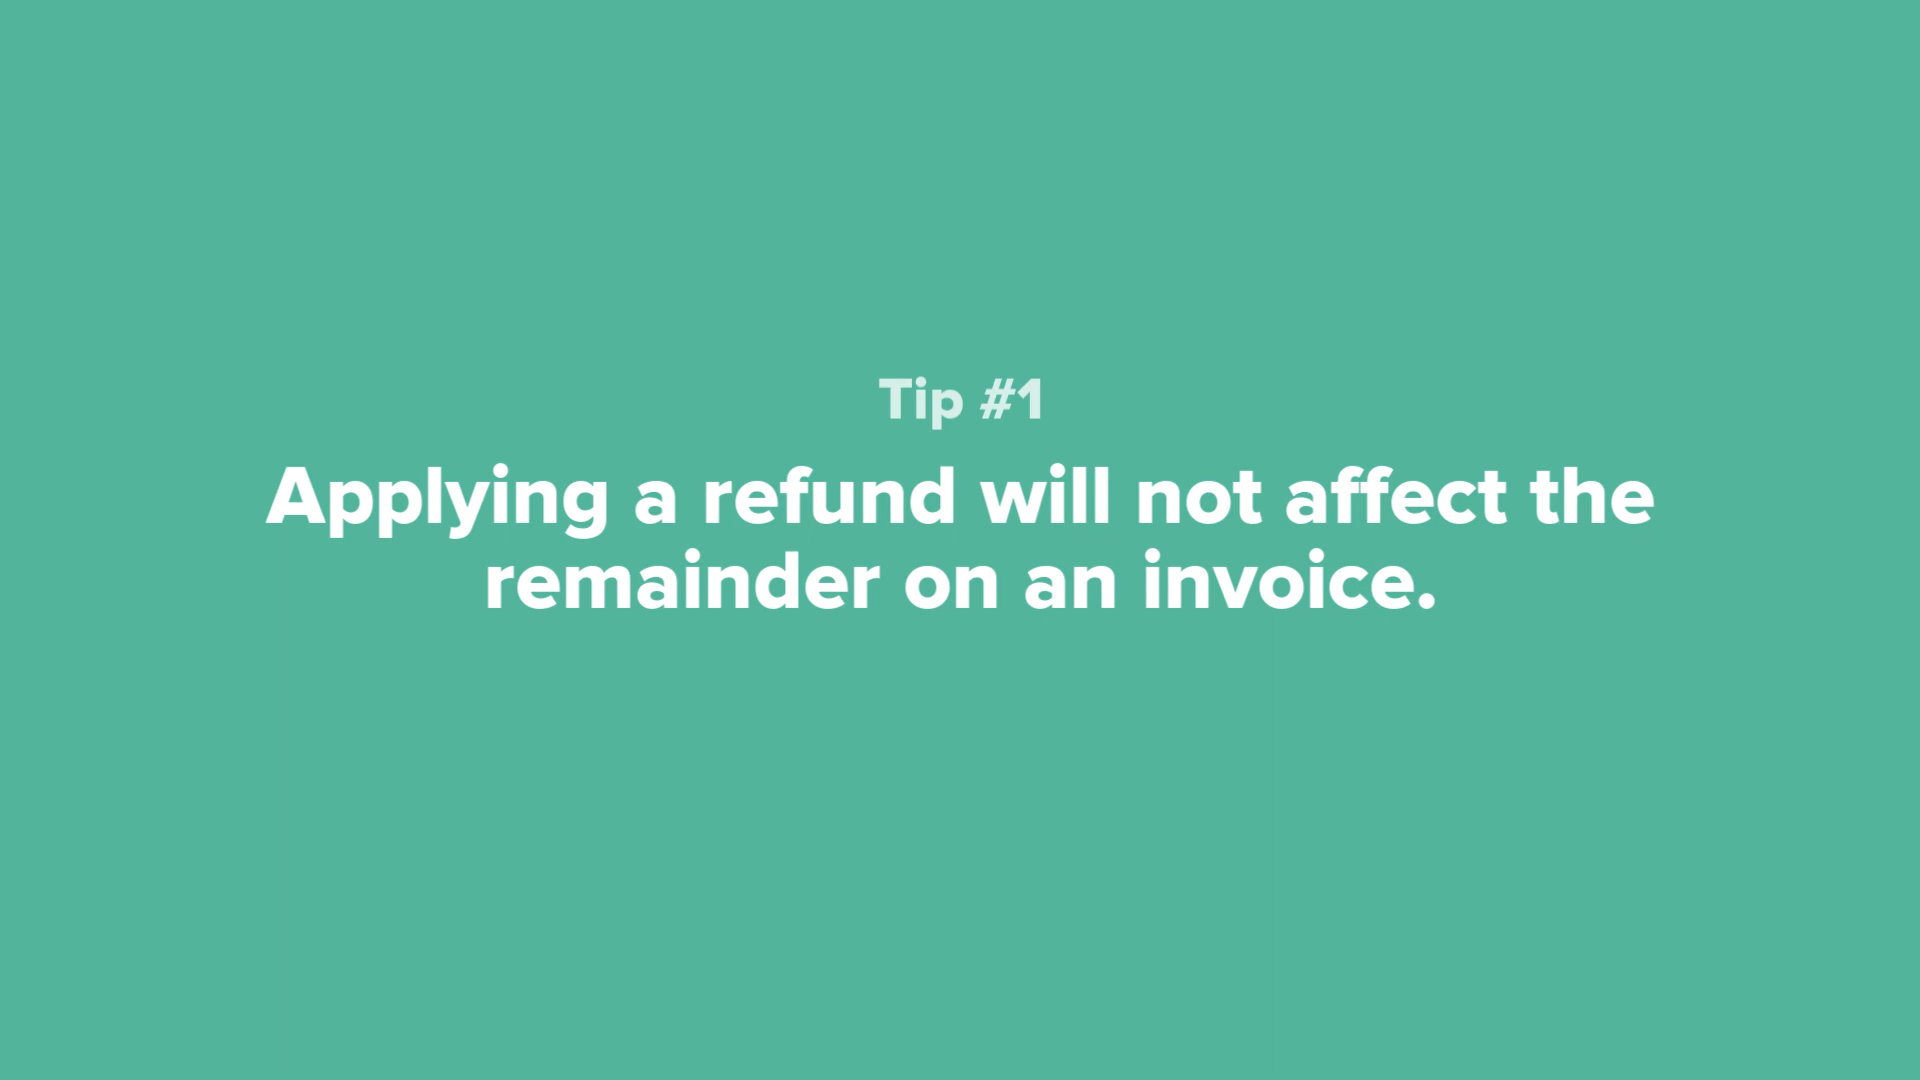 Tip #1
Applying a refund will not affect the
remainder on an invoice.